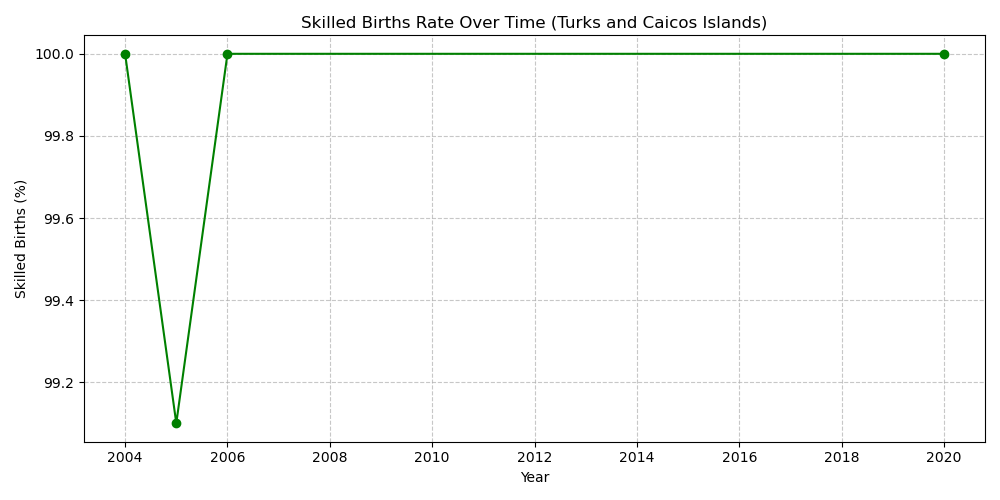 Skilled Births Rate Over Time (Turks and Caicos Islands)
Skilled Births (%)
100.0
99.8
99.6
99.4
99.2
2004 2006 2008 2010 2012 2014 2016 2018 2020
Year